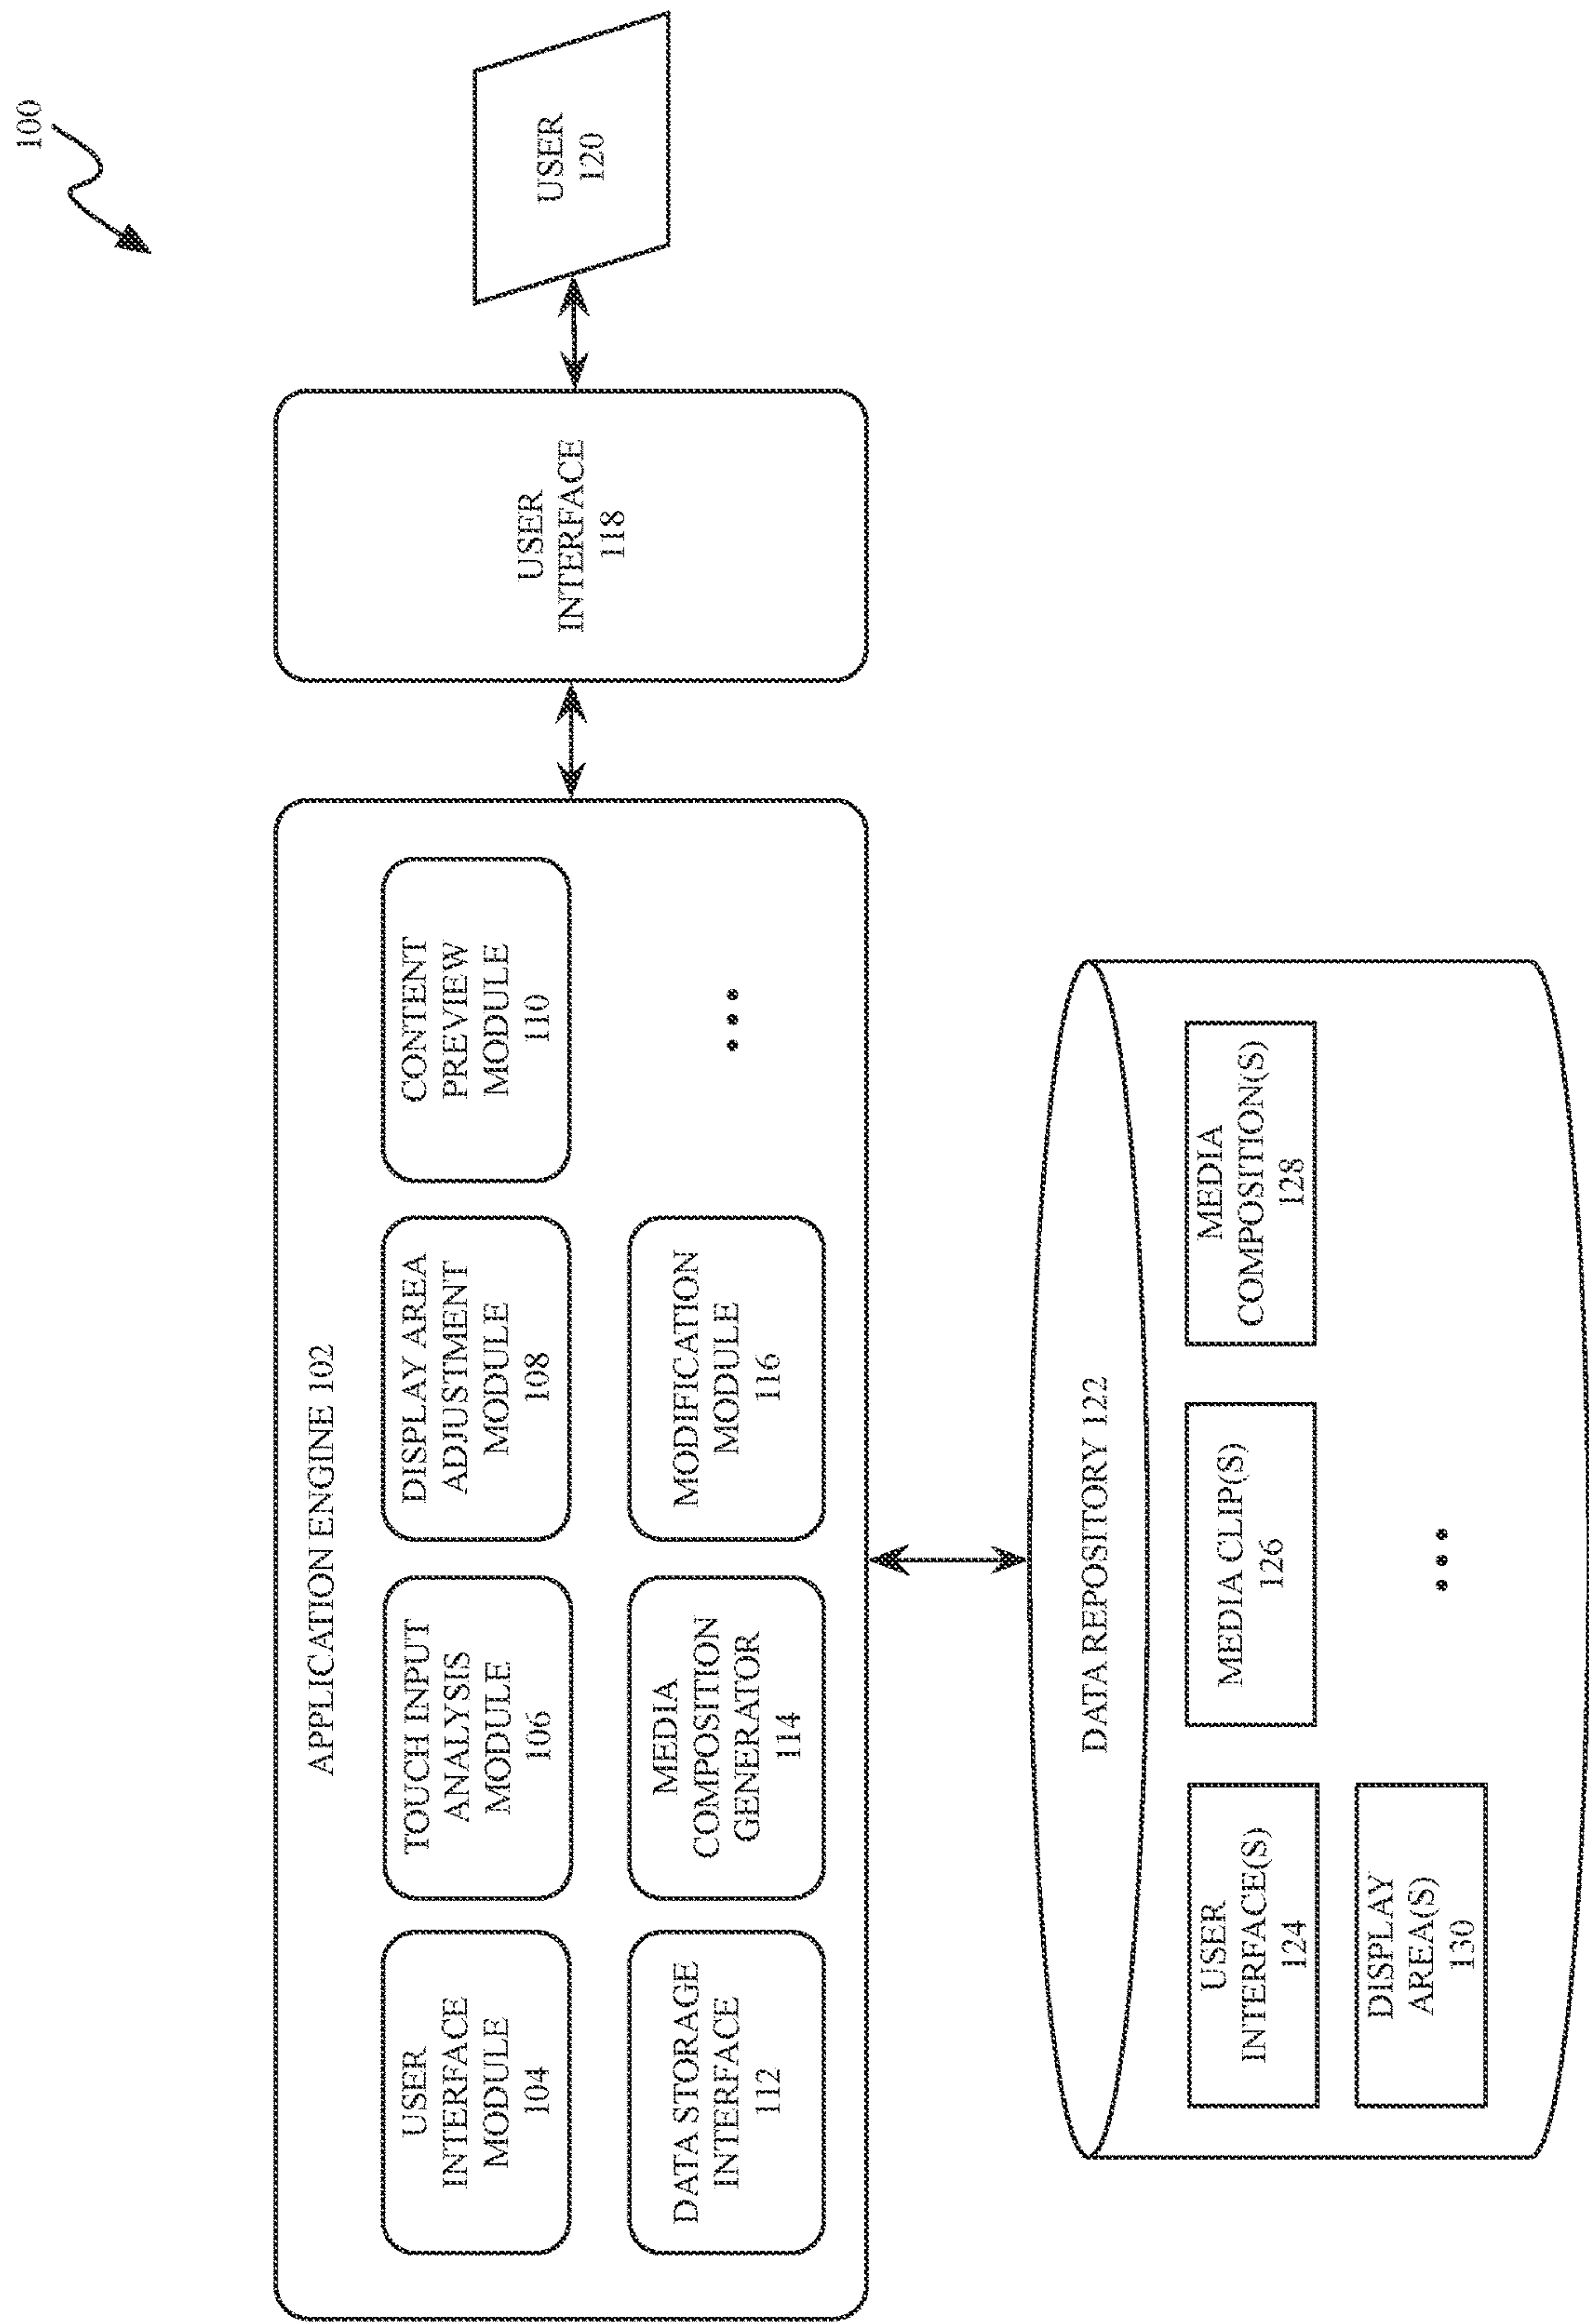 100
APPLICATION ENGINE 102
USER
INTERFACE
MODULE
104
TOUCH INPUT
ANALYSIS
MODULE
106
DISPLAY AREA
ADJUSTMENT
MODULE
108
CONTENT
PREVIEW
MODULE
110
DATA STORAGE
INTERFACE
112
MEDIA
COMPOSITION
GENERATOR
114
MODIFICATION
MODULE
116
• • •
USER
INTERFACE
118
USER
120
DATA REPOSITORY 122
USER
INTERFACE(S)
124
MEDIA CLIP(S)
126
MEDIA
COMPOSITION(S)
128
DISPLAY
AREA(S)
130
• • •